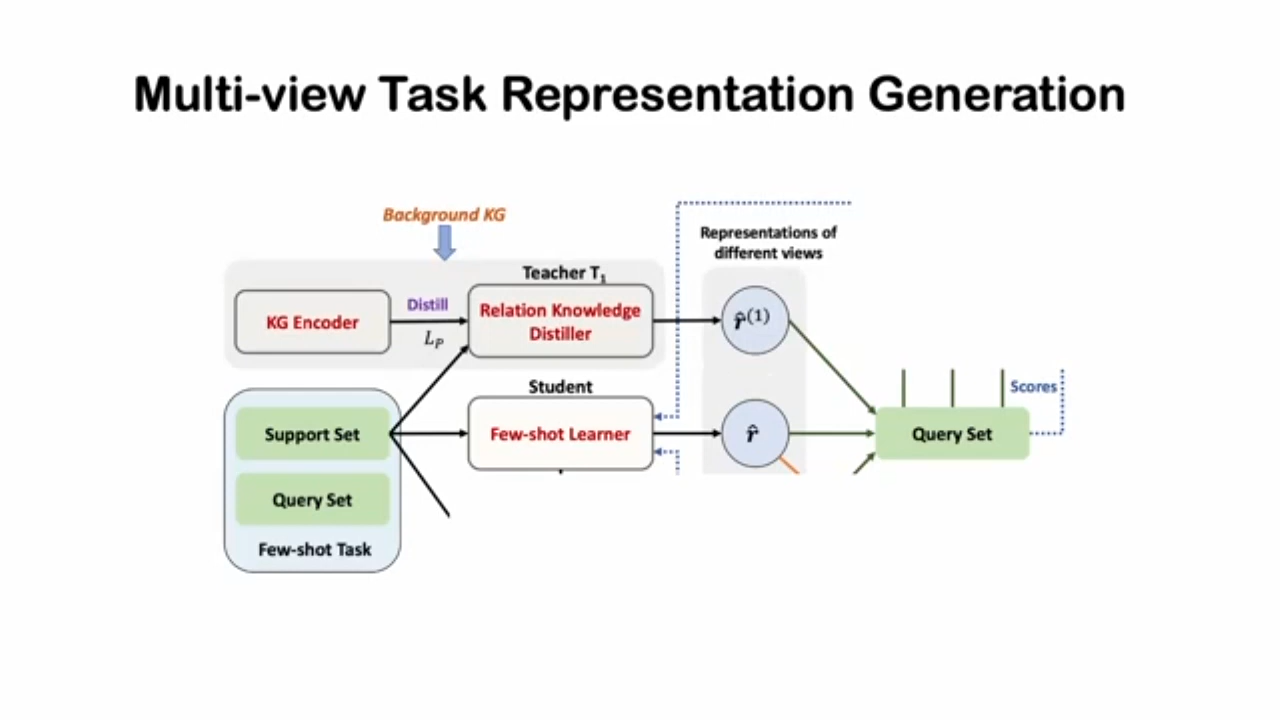 Multi-view Task Representation Generation
Background KG
Representations of
different views
Teacher T1
KG Encoder
Distill
LP
Relation Knowledge
Distiller
r̂(1)
Student
Scores
Support Set
Few-shot Learner
r̂
Query Set
Query Set
Few-shot Task